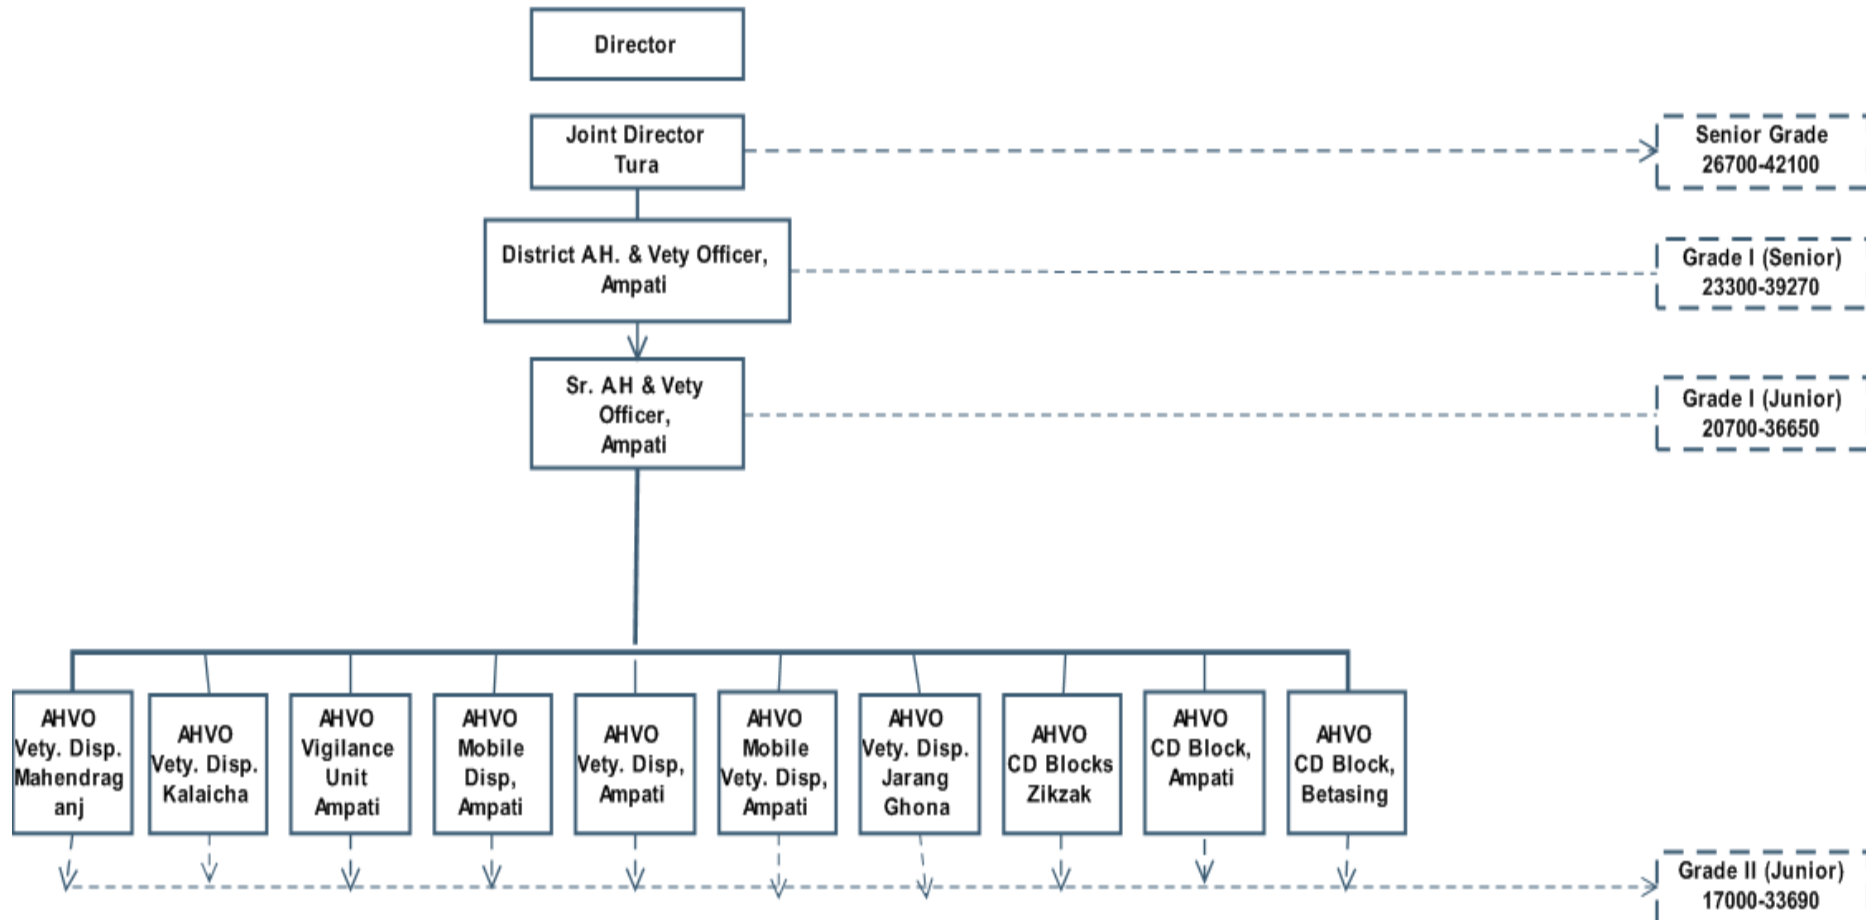 Director
Joint Director
Tura
Senior Grade
26700-42100
District A.H. & Vety Officer,
Ampati
Grade I (Senior)
23300-39270
Sr. A.H & Vety
Officer,
Ampati
Grade I (Junior)
20700-36650
AHVO
Vety. Disp.
Mahendrag
anj
AHVO
Vety. Disp.
Kalaicha
AHVO
Vigilance
Unit
Ampati
AHVO
Mobile
Disp,
Ampati
AHVO
Vety. Disp,
Ampati
AHVO
Mobile
Vety. Disp,
Ampati
AHVO
Vety. Disp.
Jarang
Ghona
AHVO
CD Blocks
Zikzak
AHVO
CD Block,
Ampati
AHVO
CD Block,
Betasing
Grade II (Junior)
17000-33690